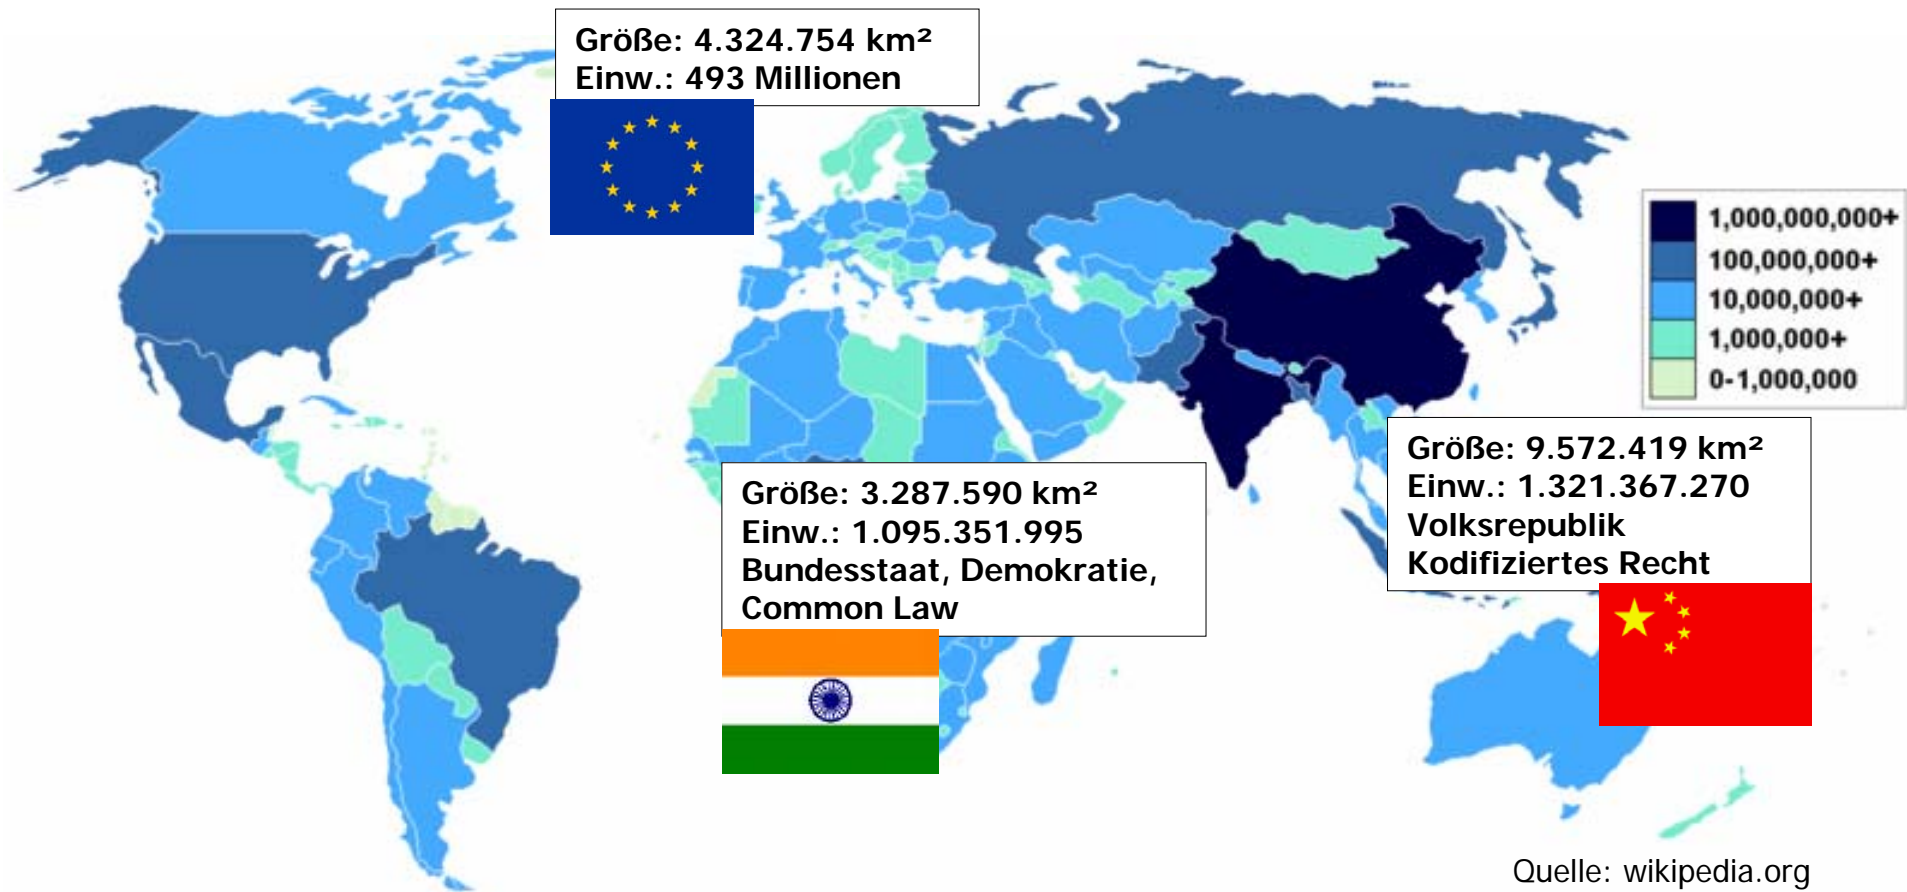 Größe: 4.324.754 km²
Einw.: 493 Millionen
1,000,000,000+
100,000,000+
10,000,000+
1,000,000+
0-1,000,000
Größe: 9.572.419 km²
Einw.: 1.321.367.270
Volksrepublik
Kodifiziertes Recht
Größe: 3.287.590 km²
Einw.: 1.095.351.995
Bundesstaat, Demokratie,
Common Law
Quelle: wikipedia.org